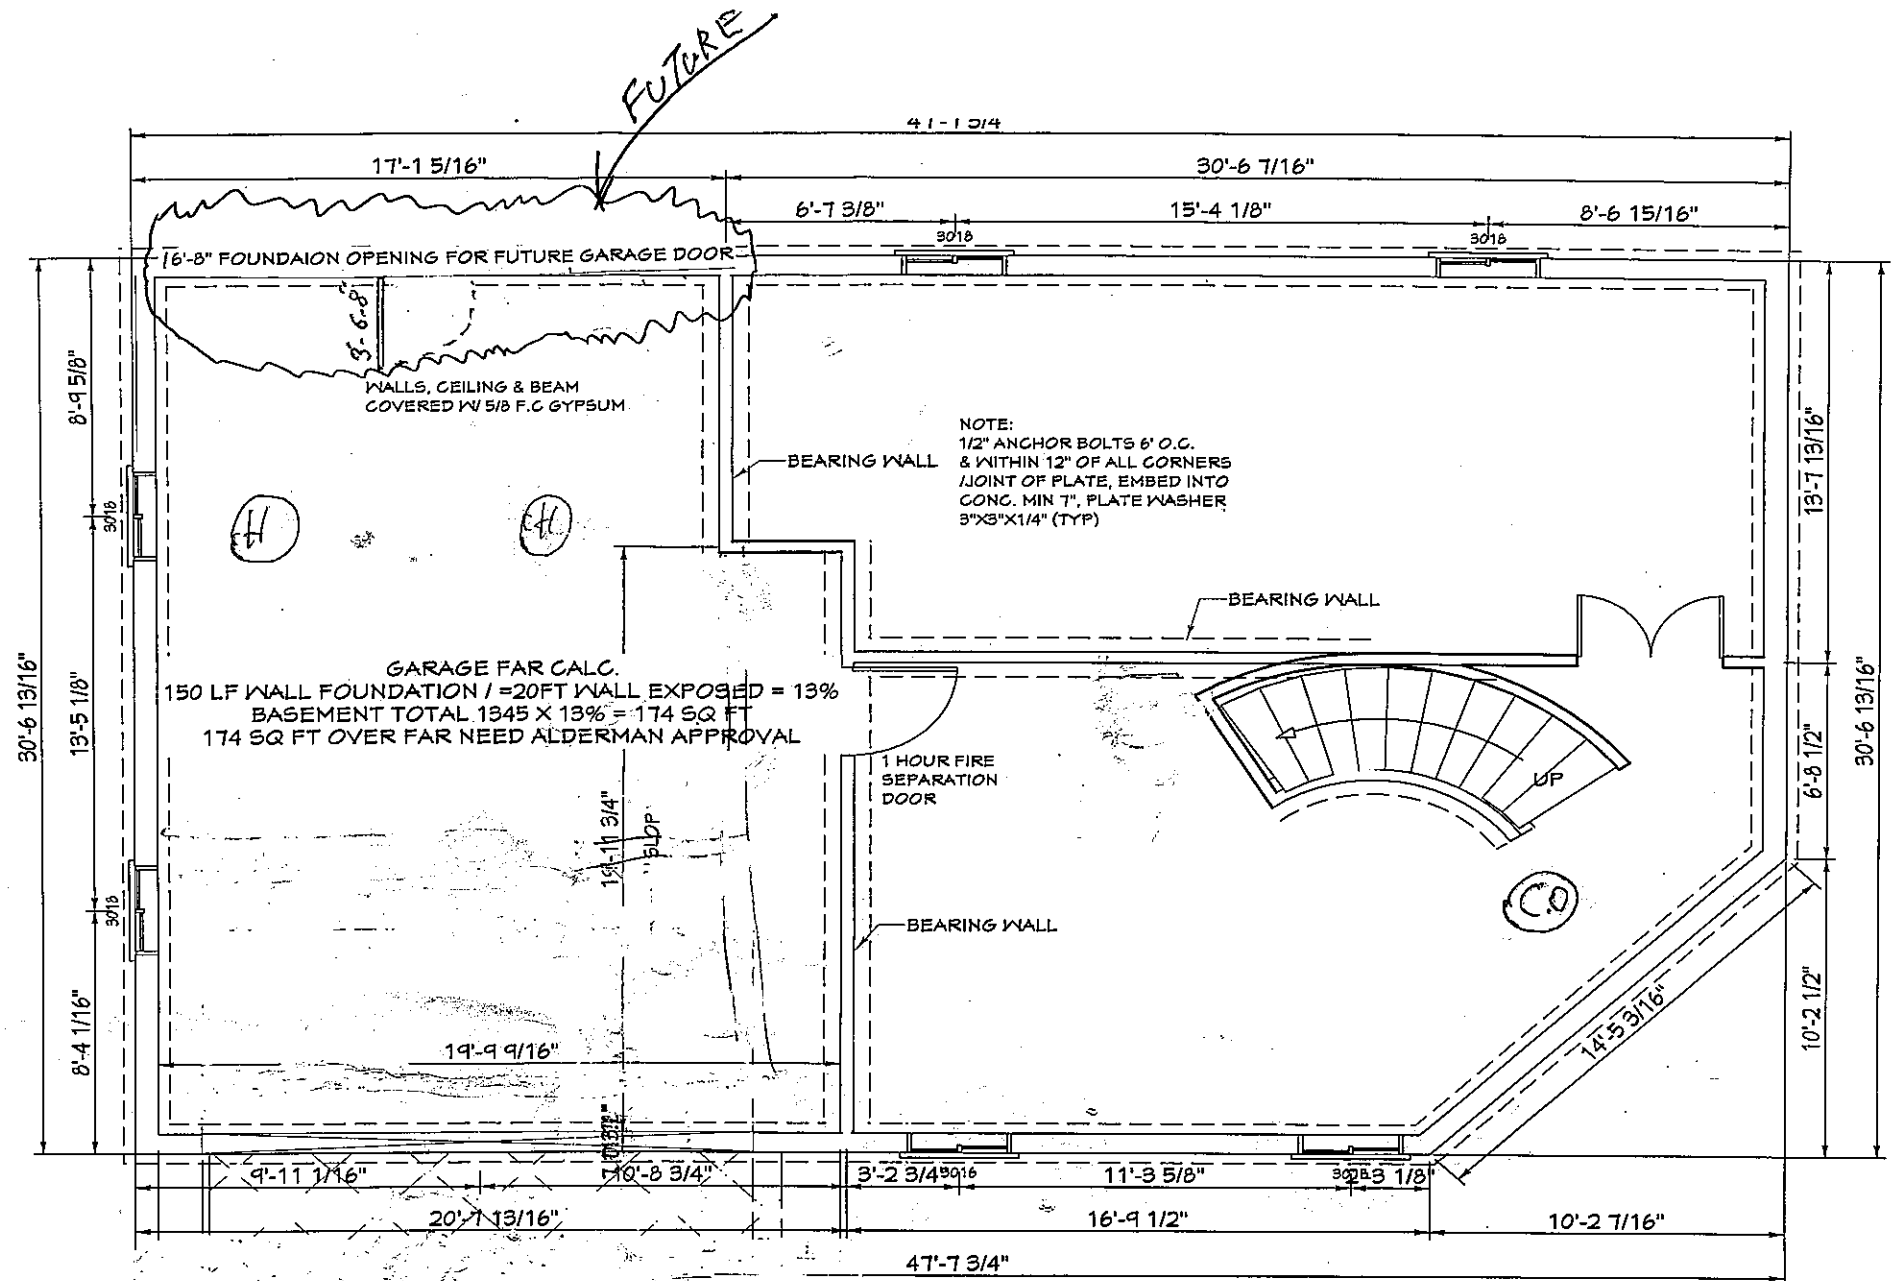 FUTURE
17'-1 5/16"
30'-6 7/16"
6'-7 3/8"
15'-4 1/8"
8'-6 15/16"
3018
3018
16'-8" FOUNDAION OPENING FOR FUTURE GARAGE DOOR
3'-6-8"
WALLS, CEILING & BEAM
COVERED W/ 5/8 F.C GYPSUM
8'-9 5/8"
NOTE:
1/2" ANCHOR BOLTS 6' O.C.
& WITHIN 12" OF ALL CORNERS
/JOINT OF PLATE, EMBED INTO
CONC. MIN 7", PLATE WASHER
3"X3"X1/4" (TYP)
BEARING WALL
13'-7 13/16"
3018
H
H
BEARING WALL
30'-6 13/16"
13'-5 1/8"
GARAGE FAR CALC.
150 LF WALL FOUNDATION / =20FT WALL EXPOSED = 13%
BASEMENT TOTAL 1345 X 13% = 174 SQ FT
174 SQ FT OVER FAR NEED ALDERMAN APPROVAL
1 HOUR FIRE
SEPARATION
DOOR
UP
6'-8 1/2"
30'-6 13/16"
19'-11 3/4"
"SLOP
3018
BEARING WALL
CO
8'-4 1/16"
19'-9 9/16"
14'-5 3/16"
10'-2 1/2"
9'-11 1/16"
10'-8 3/4"
3'-2 3/4"
3016
11'-3 5/8"
3 1/8"
20'-7 13/16"
16'-9 1/2"
10'-2 7/16"
47'-7 3/4"